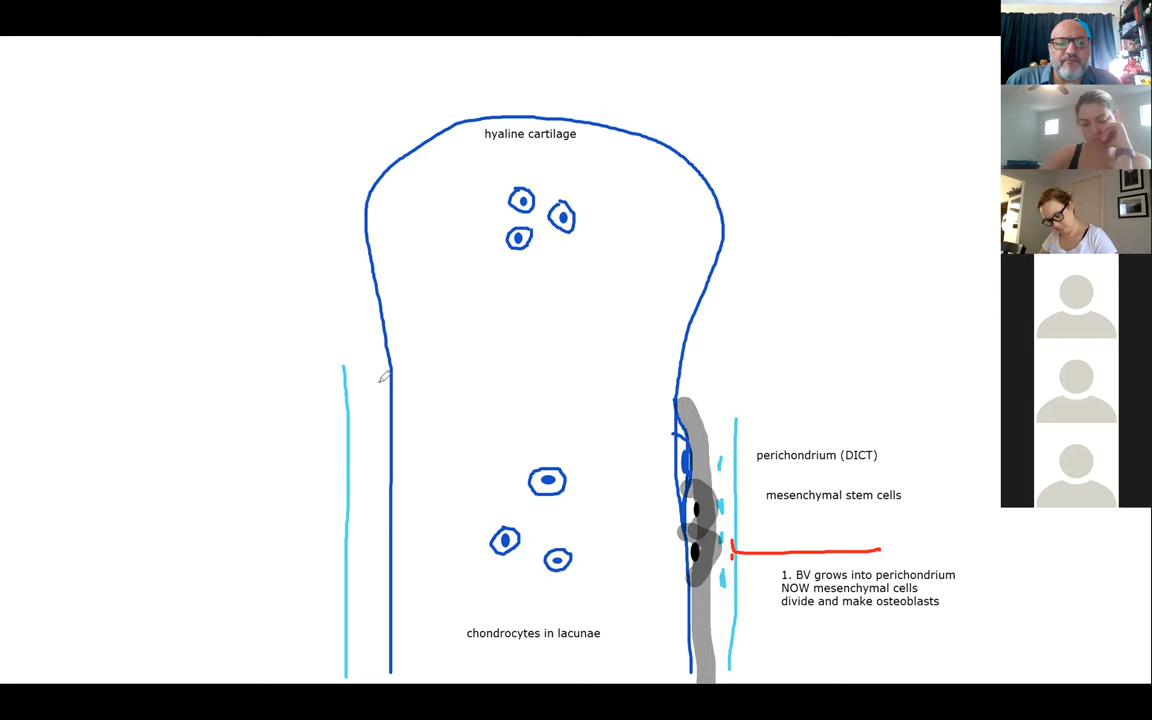 hyaline cartilage
perichondrium (DICT)
mesenchymal stem cells
1. BV grows into perichondrium
NOW mesenchymal cells
divide and make osteoblasts
chondrocytes in lacunae